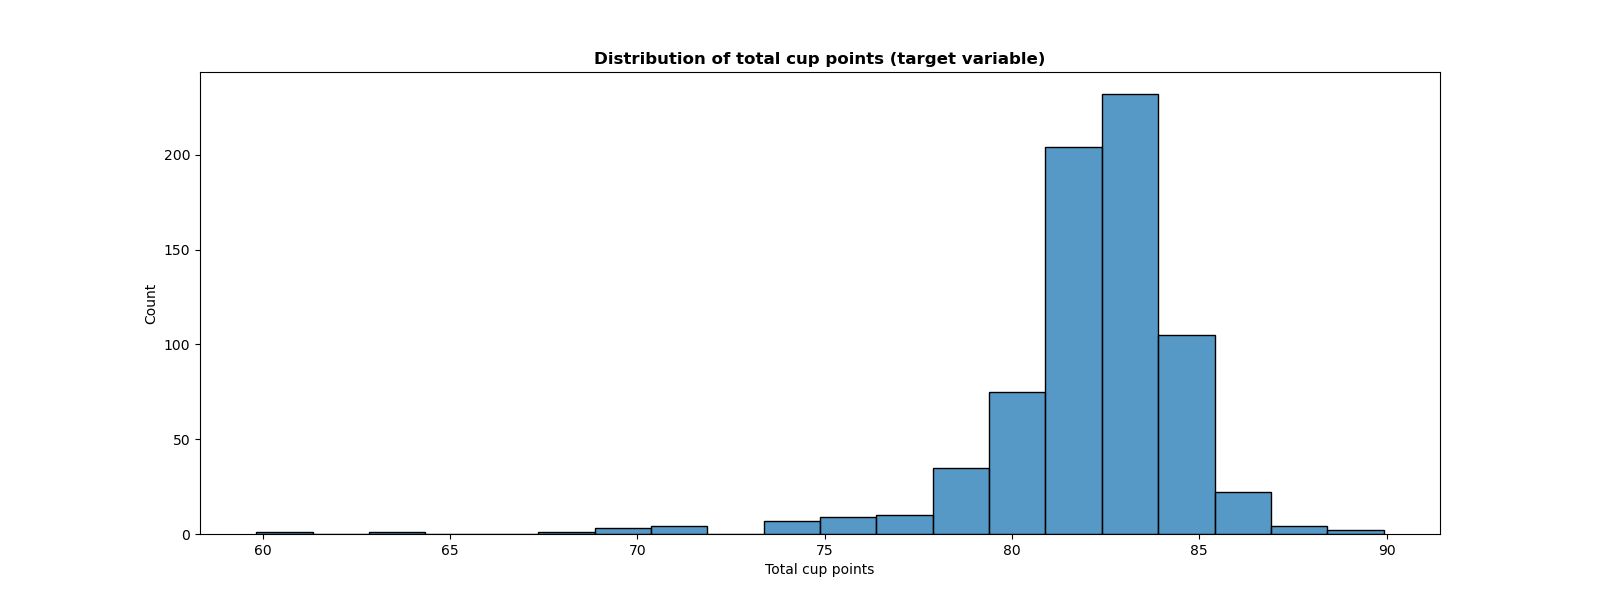 Distribution of total cup points (target variable)
200
150
100
50
0
Count
60 65 70 75 80 85 90
Total cup points